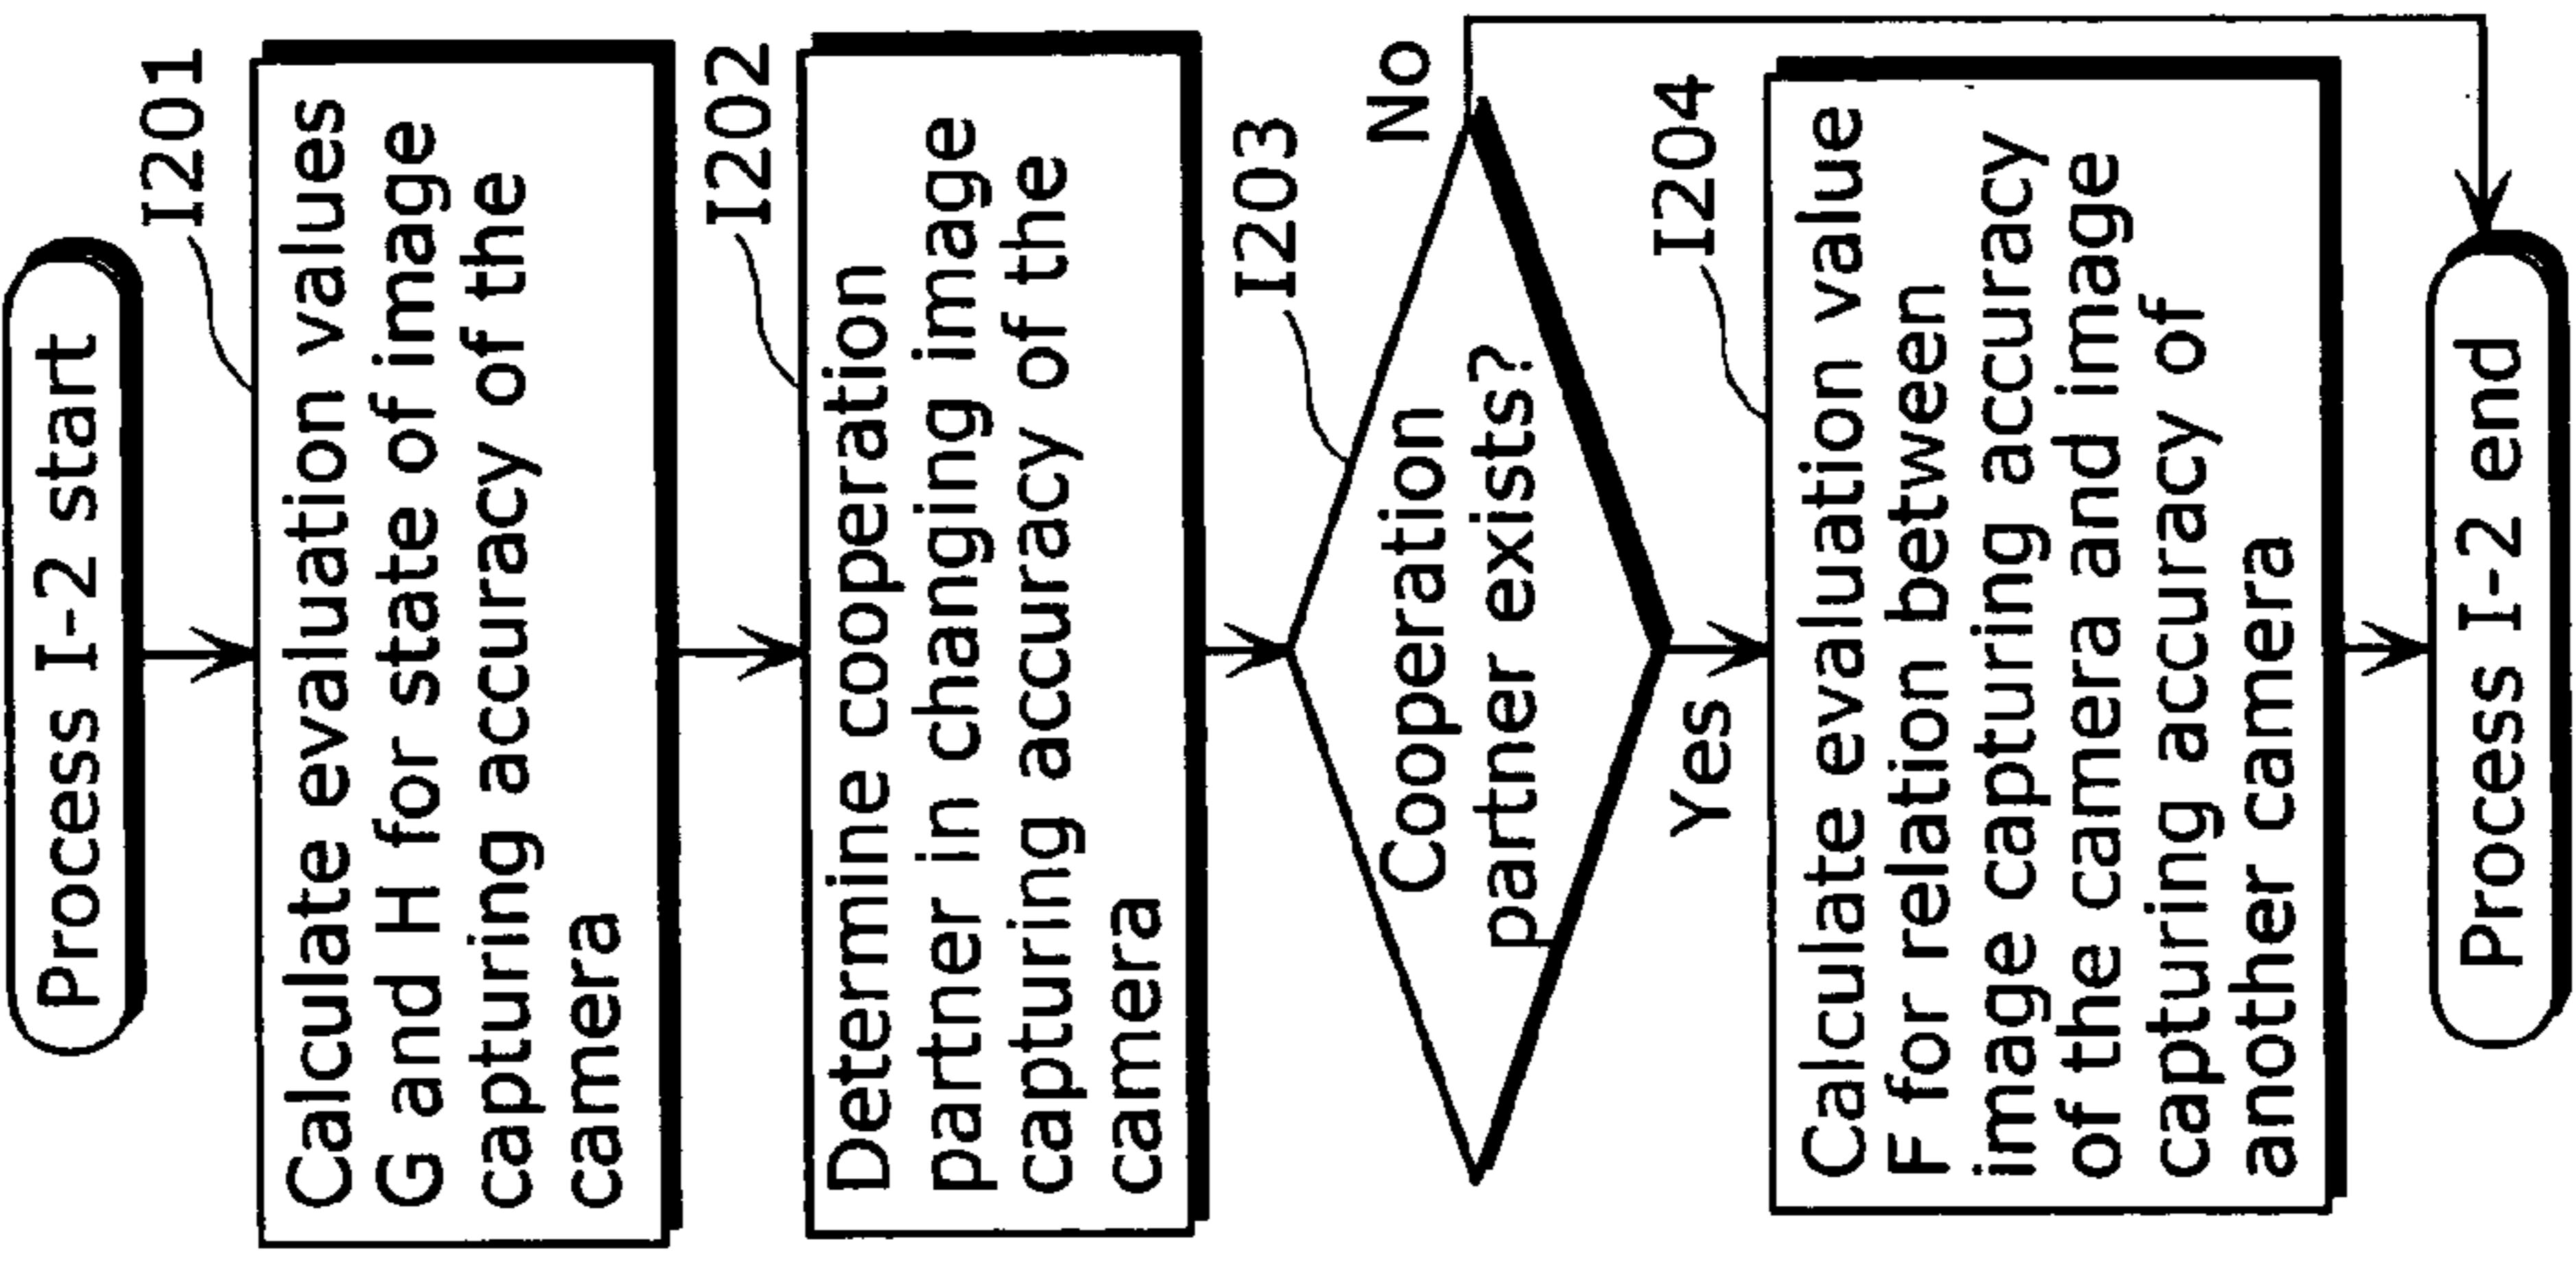 Process I-2 start
I201
Calculate evaluation values
G and H for state of image
capturing accuracy of the
camera
I202
Determine cooperation
partner in changing image
capturing accuracy of the
camera
I203
Cooperation
partner exists?
No
Yes
I204
Calculate evaluation value
F for relation between
image capturing accuracy
of the camera and image
capturing accuracy of
another camera
Process I-2 end